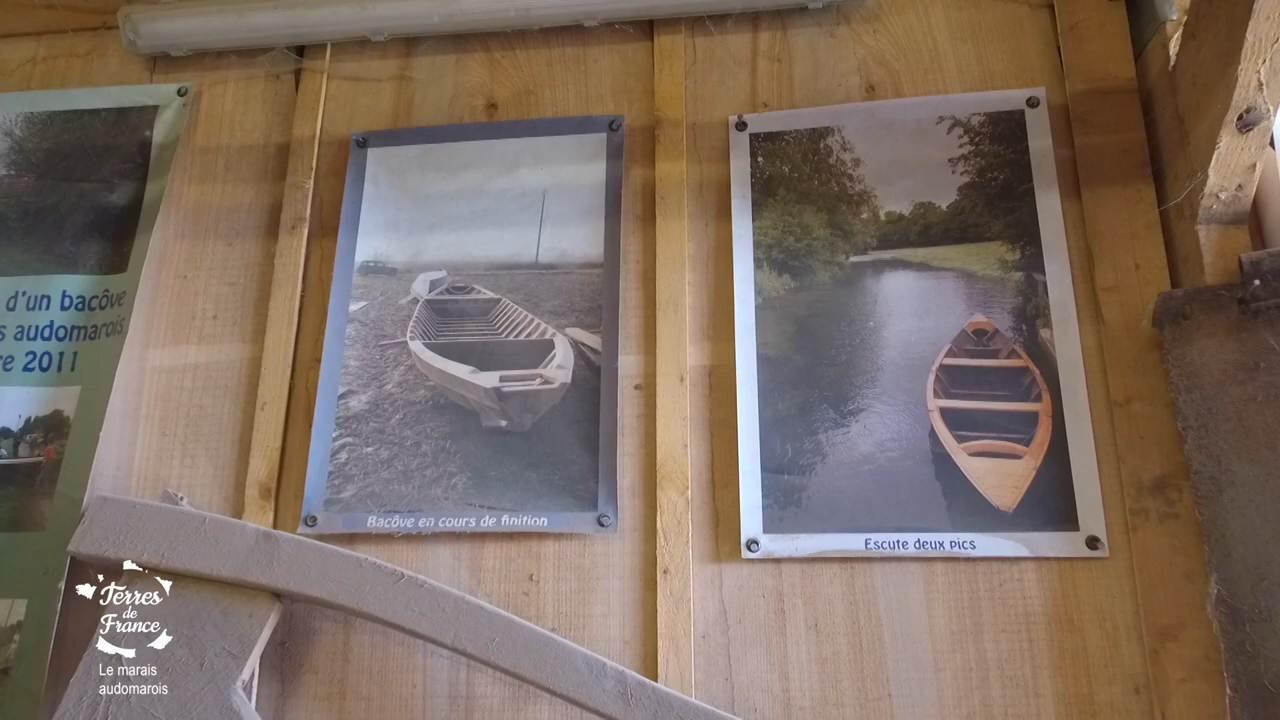 d'un bacôve
s audomarois
re 2011
Bacôve en cours de finition
Escute deux pics
Terres
de
France
Le marais
audomarois